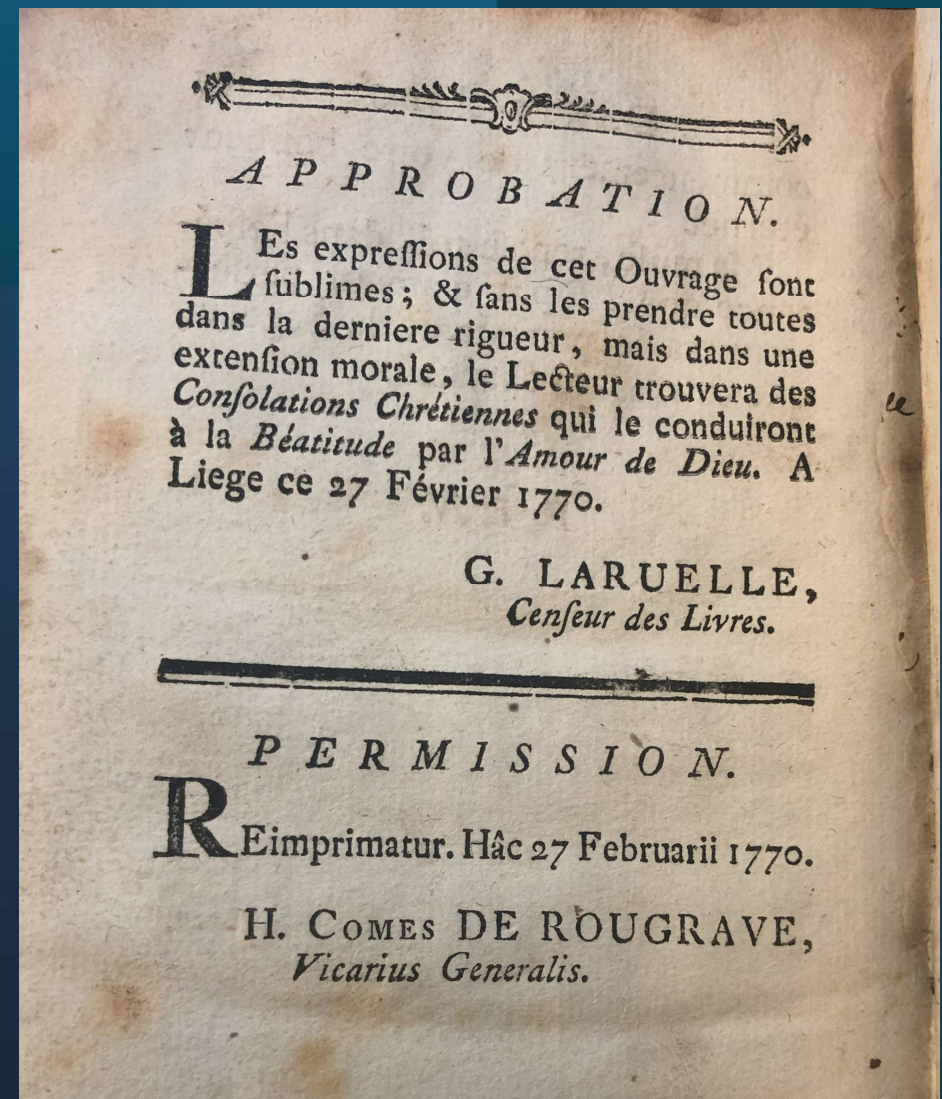 APPROBATION.
LEs expreſſions de cet Ouvrage ſont
ſublimes ; & ſans les prendre toutes
dans la derniere rigueur, mais dans une
extenſion morale, le Lecteur trouvera des
Conſolations Chrétiennes qui le conduiront
à la Béatitude par l'Amour de Dieu. A
Liege ce 27 Février 1770.
G. LARUELLE,
Cenſeur des Livres.
PERMISSION.
REimprimatur. Hâc 27 Februarii 1770.
H. COMES DE ROUGRAVE,
Vicarius Generalis.